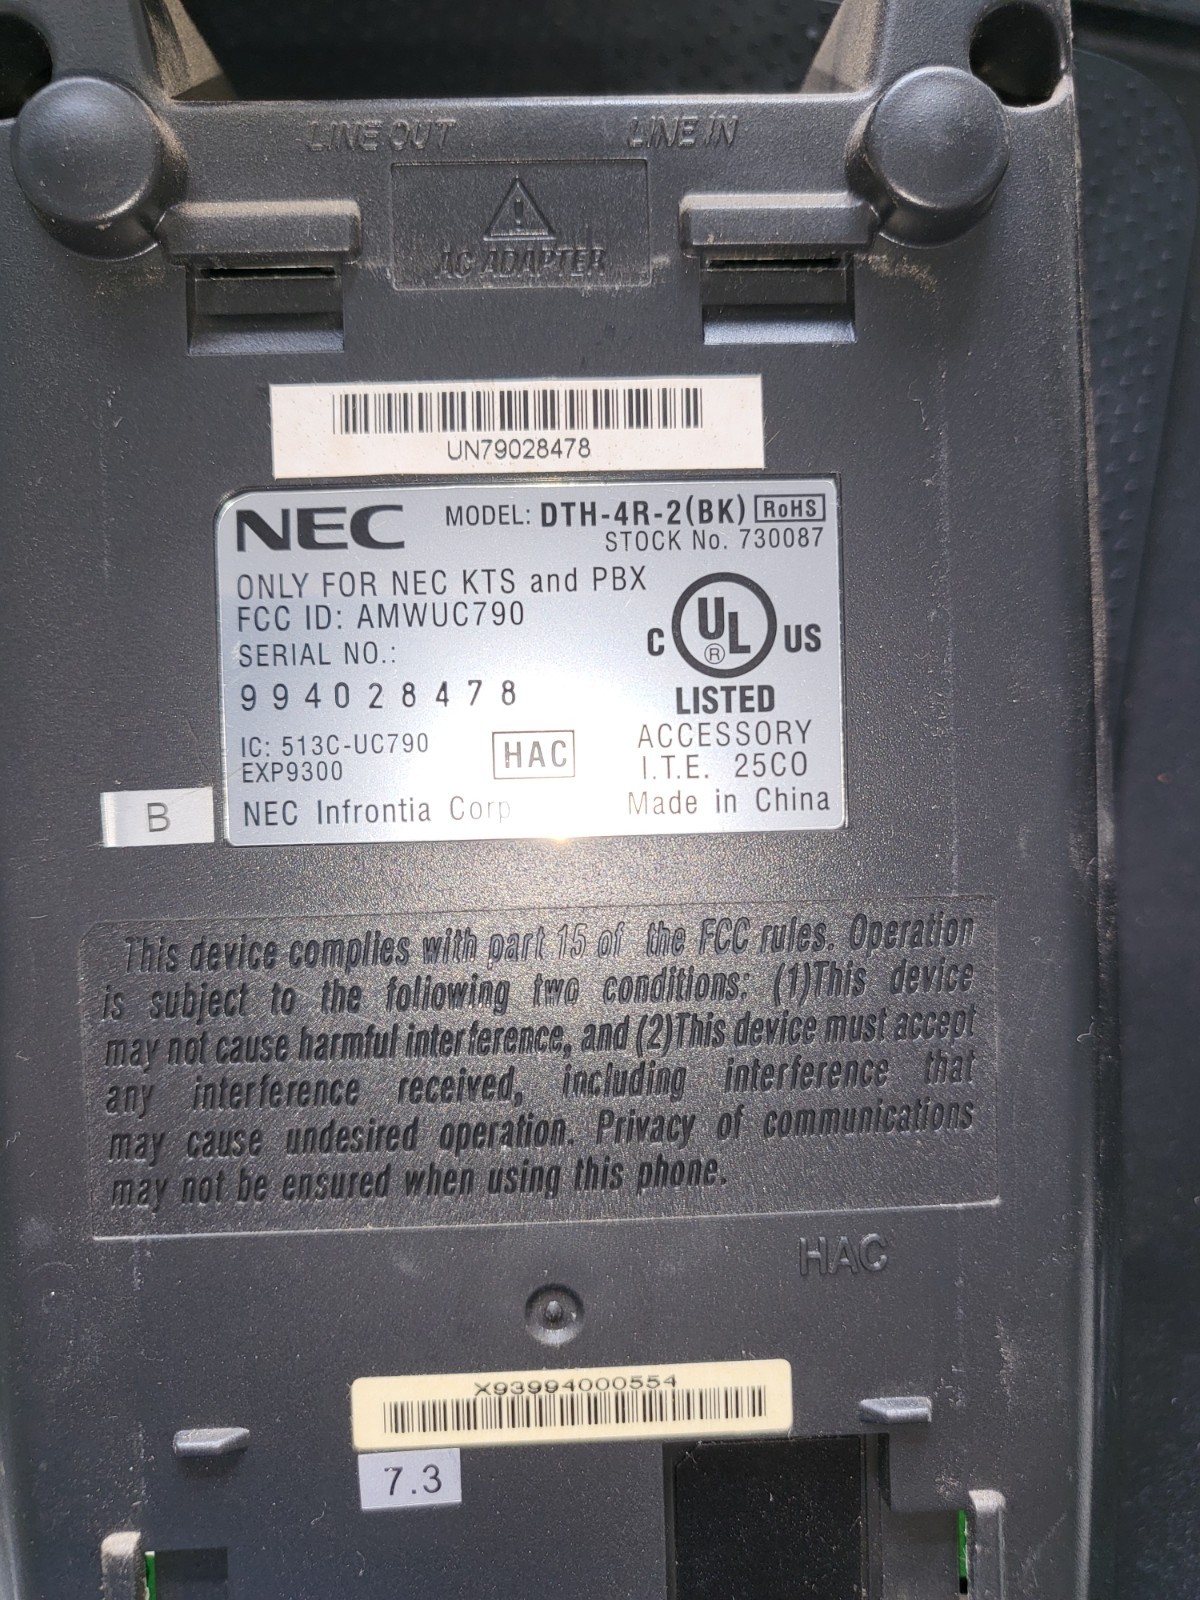 LINE OUT LINE IN
AC ADAPTER
UN79028478
NEC MODEL: DTH-4R-2(BK) RoHS
STOCK No. 730087
ONLY FOR NEC KTS and PBX
FCC ID: AMWUC790
SERIAL NO.:
994028478
C UL ® US
LISTED
IC: 513C-UC790
EXP9300
HAC
ACCESSORY
I.T.E. 25CO
NEC Infrontia Corp
Made in China
B
This device complies with part 15 of the FCC rules. Operation
is subject to the following two conditions: (1)This device
may not cause harmful interference, and (2)This device must accept
any interference received, including interference that
may cause undesired operation. Privacy of communications
may not be ensured when using this phone.
HAC
X93994000554
7.3